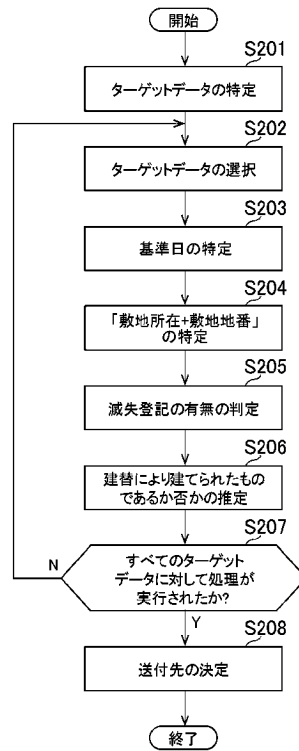 開始
S201
ターゲットデータの特定
S202
ターゲットデータの選択
S203
基準日の特定
S204
「敷地所在+敷地地番」
の特定
S205
滅失登記の有無の判定
S206
建替により建てられたもの
であるか否かの推定
S207
すべてのターゲット
データに対して処理が
実行されたか?
N
Y
S208
送付先の決定
終了